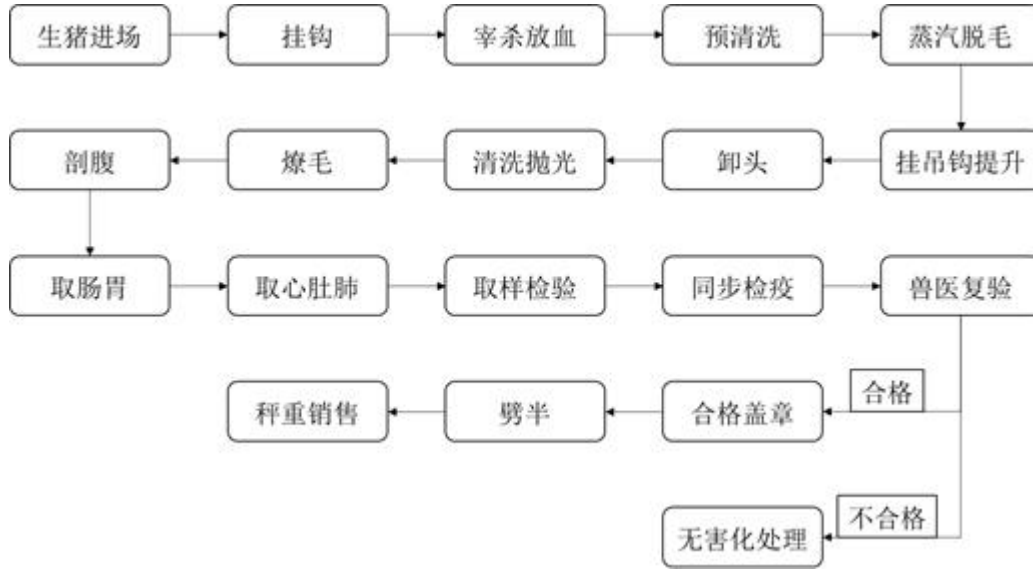 生猪进场
挂钩
宰杀放血
预清洗
蒸汽脱毛
剖腹
燎毛
清洗抛光
卸头
挂吊钩提升
取肠胃
取心肚肺
取样检验
同步检疫
兽医复验
合格
秤重销售
劈半
合格盖章
不合格
无害化处理